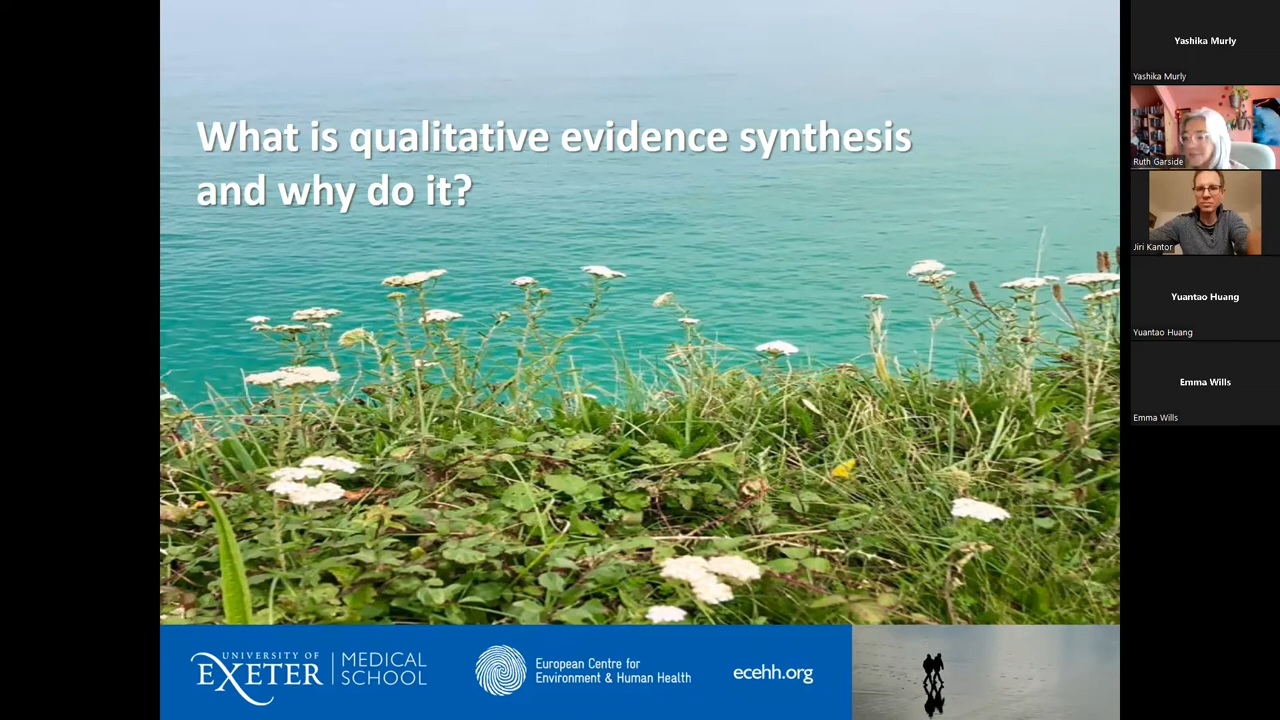 What is qualitative evidence synthesis
and why do it?
UNIVERSITY OF
EXETER
MEDICAL
SCHOOL
European Centre for
Environment & Human Health
ecehh.org
Yashika Murly
Yashika Murly
Ruth Garside
Jiri Kantor
Yuantao Huang
Yuantao Huang
Emma Wills
Emma Wills